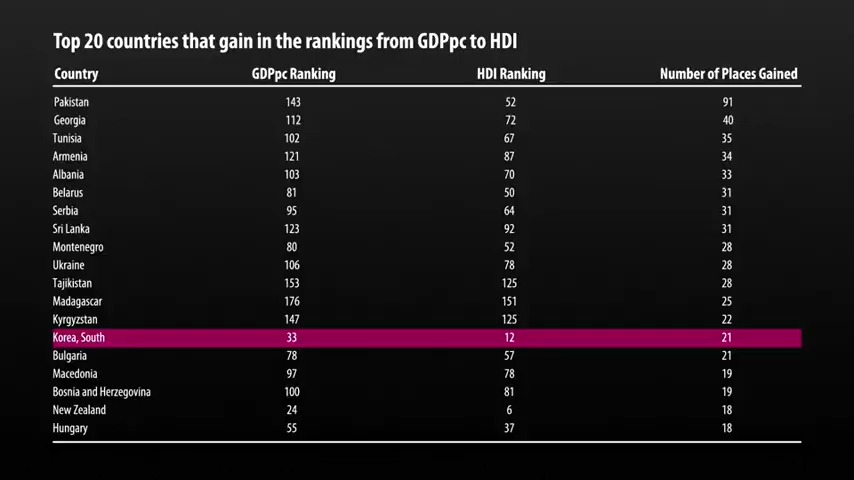 Top 20 countries that gain in the rankings from GDPpc to HDI
Country GDPpc Ranking HDI Ranking Number of Places Gained
Pakistan 143 52 91
Georgia 112 72 40
Tunisia 102 67 35
Armenia 121 87 34
Albania 103 70 33
Belarus 81 50 31
Serbia 95 64 31
Sri Lanka 123 92 31
Montenegro 80 52 28
Ukraine 106 78 28
Tajikistan 153 125 28
Madagascar 176 151 25
Kyrgyzstan 147 125 22
Korea, South 33 12 21
Bulgaria 78 57 21
Macedonia 97 78 19
Bosnia and Herzegovina 100 81 19
New Zealand 24 6 18
Hungary 55 37 18